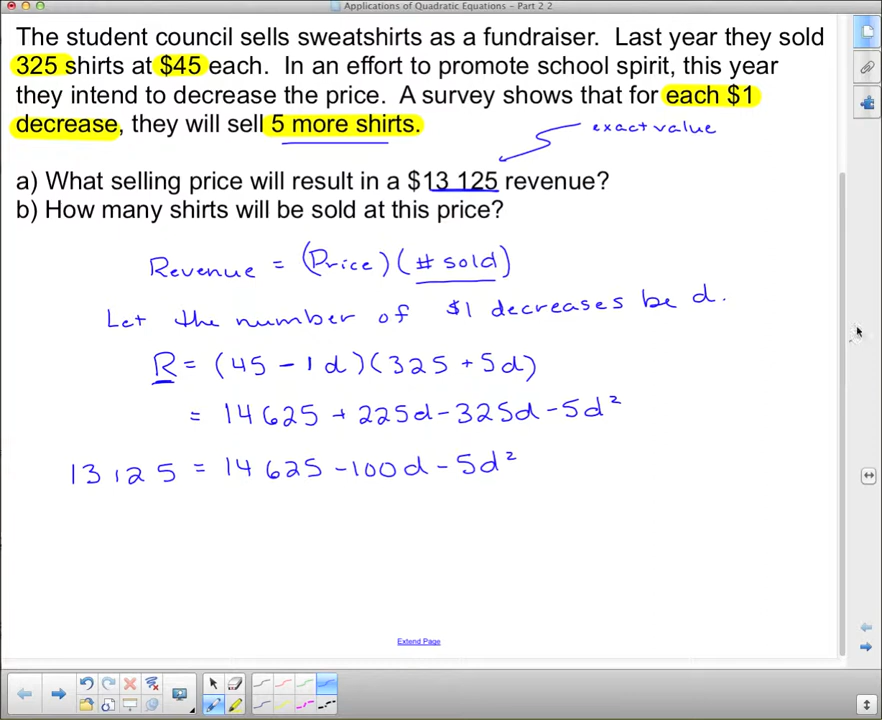 Applications of Quadratic Equations - Part 2 2
The student council sells sweatshirts as a fundraiser. Last year they sold
325 shirts at $45 each. In an effort to promote school spirit, this year
they intend to decrease the price. A survey shows that for each $1
decrease, they will sell 5 more shirts.
exact value
a) What selling price will result in a $13 125 revenue?
b) How many shirts will be sold at this price?
Revenue = (Price)(# sold)
Let the number of $1 decreases be d.
R = (45 - 1d)(325 + 5d)
= 14625 + 225d - 325d - 5d²
13125 = 14625 - 100d - 5d²
Extend Page